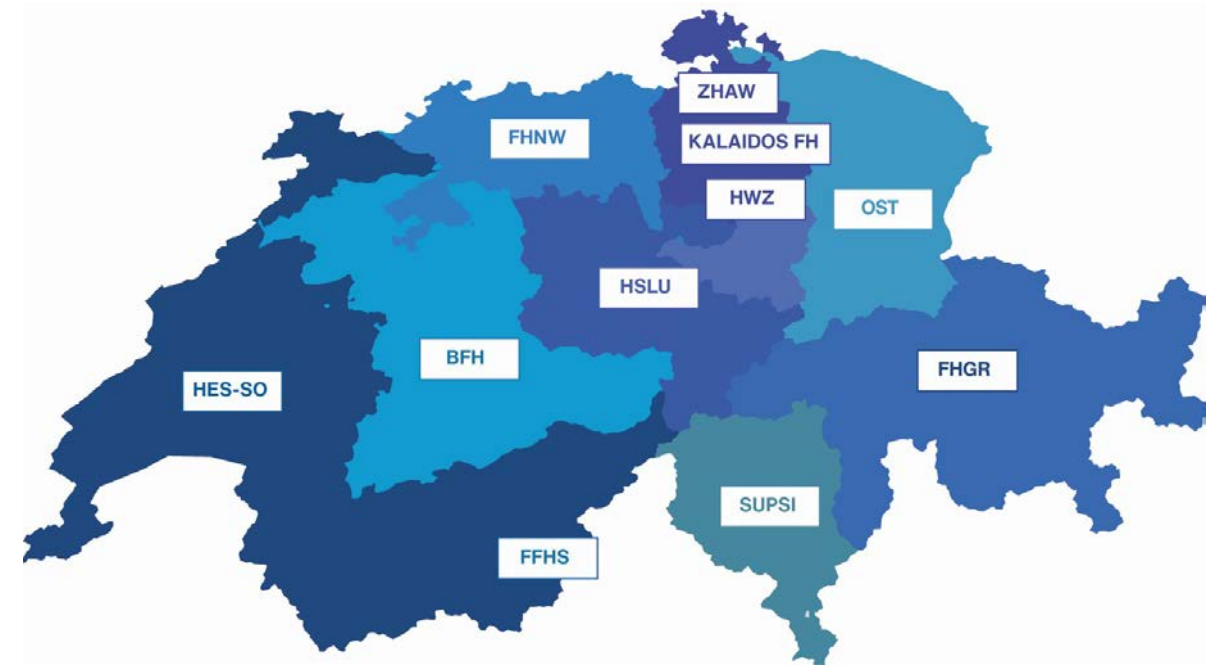 ZHAW
FHNW
KALAIDOS FH
HWZ
OST
HSLU
BFH
FHGR
HES-SO
SUPSI
FFHS